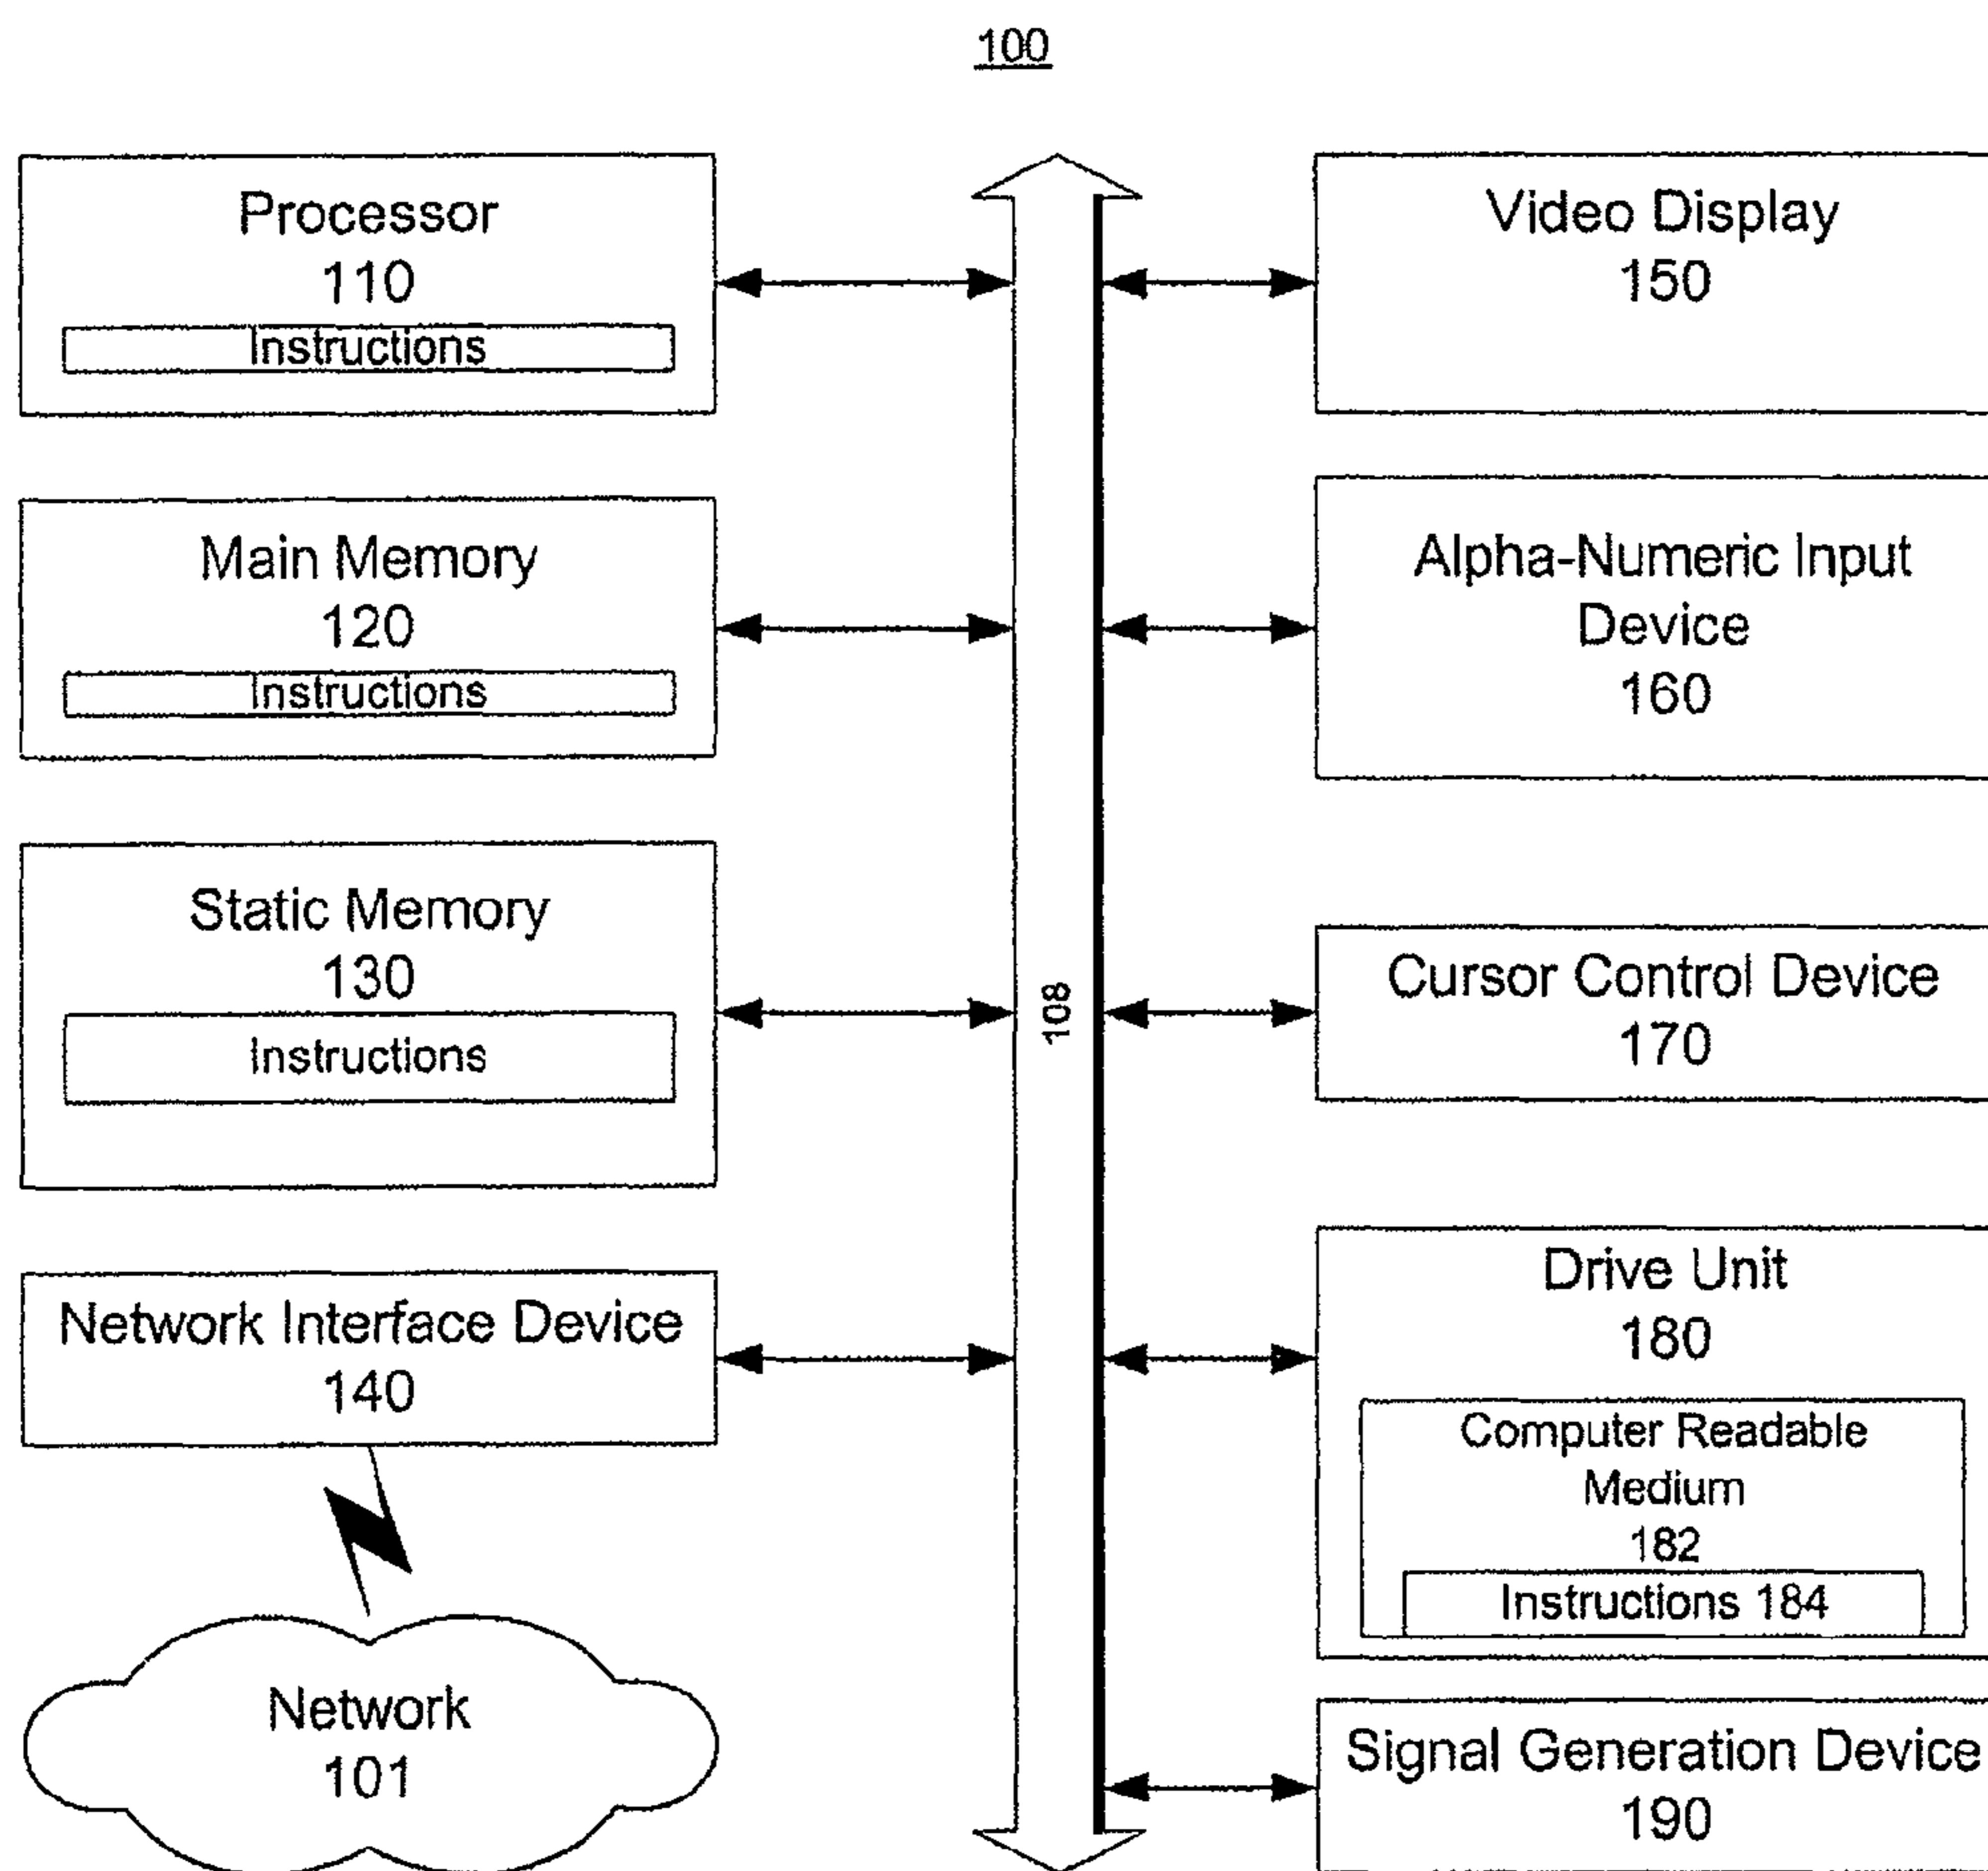 100
Processor
110
Instructions
Main Memory
120
Instructions
Static Memory
130
Instructions
Network Interface Device
140
Network
101
108
Video Display
150
Alpha-Numeric Input
Device
160
Cursor Control Device
170
Drive Unit
180
Computer Readable
Medium
182
Instructions 184
Signal Generation Device
190